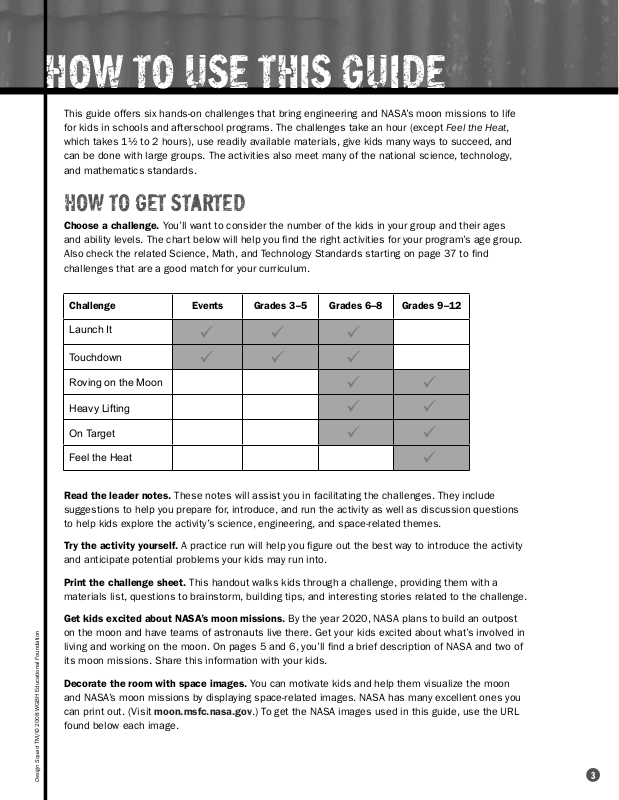 HOW TO USE THIS GUIDE
This guide offers six hands-on challenges that bring engineering and NASA's moon missions to life
for kids in schools and afterschool programs. The challenges take an hour (except Feel the Heat,
which takes 1½ to 2 hours), use readily available materials, give kids many ways to succeed, and
can be done with large groups. The activities also meet many of the national science, technology,
and mathematics standards.
HOW TO GET STARTED
Choose a challenge. You'll want to consider the number of the kids in your group and their ages
and ability levels. The chart below will help you find the right activities for your program's age group.
Also check the related Science, Math, and Technology Standards starting on page 37 to find
challenges that are a good match for your curriculum.
Challenge Events Grades 3–5 Grades 6–8 Grades 9–12
Launch It ✓ ✓ ✓
Touchdown ✓ ✓ ✓
Roving on the Moon ✓ ✓
Heavy Lifting ✓ ✓
On Target ✓ ✓
Feel the Heat ✓
Read the leader notes. These notes will assist you in facilitating the challenges. They include
suggestions to help you prepare for, introduce, and run the activity as well as discussion questions
to help kids explore the activity's science, engineering, and space-related themes.
Try the activity yourself. A practice run will help you figure out the best way to introduce the activity
and anticipate potential problems your kids may run into.
Print the challenge sheet. This handout walks kids through a challenge, providing them with a
materials list, questions to brainstorm, building tips, and interesting stories related to the challenge.
Get kids excited about NASA's moon missions. By the year 2020, NASA plans to build an outpost
on the moon and have teams of astronauts live there. Get your kids excited about what's involved in
living and working on the moon. On pages 5 and 6, you'll find a brief description of NASA and two of
its moon missions. Share this information with your kids.
Decorate the room with space images. You can motivate kids and help them visualize the moon
and NASA's moon missions by displaying space-related images. NASA has many excellent ones you
can print out. (Visit moon.msfc.nasa.gov.) To get the NASA images used in this guide, use the URL
found below each image.
Design Squad TM/© 2008 WGBH Educational Foundation
3